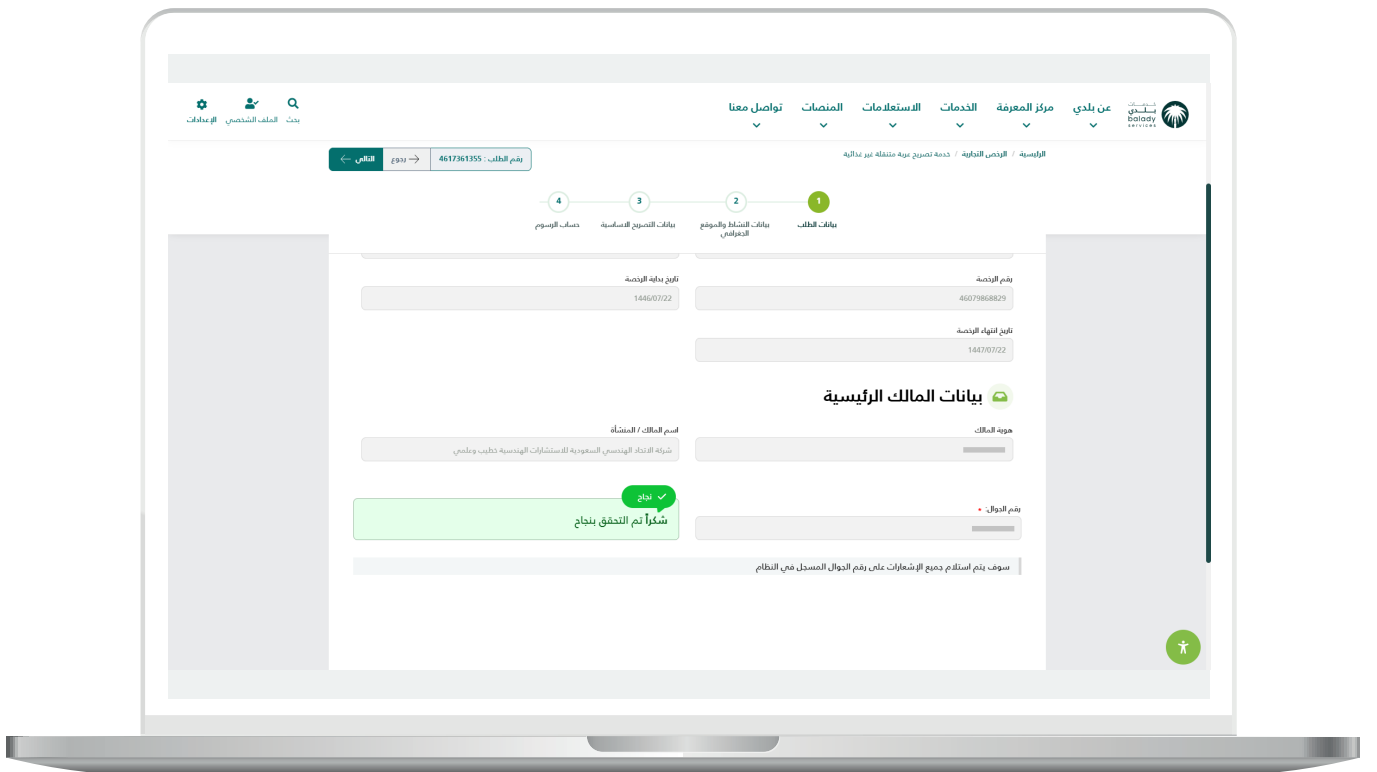 خدمات
بلدي
balady
services
عن بلدي
مركز المعرفة
الخدمات
الاستعلامات
المنصات
تواصل معنا
بحث
الملف الشخصي
الإعدادات
الرئيسية / الرخص التجارية / خدمة تصريح عربة متنقلة غير غذائية
رقم الطلب : 4617361355
رجوع
التالي
1
2
3
4
بيانات الطلب
بيانات النشاط والموقع الجغرافي
بيانات التصريح الاساسية
حساب الرسوم
رقم الرخصة
تاريخ بداية الرخصة
46079868829
1446/07/22
تاريخ انتهاء الرخصة
1447/07/22
بيانات المالك الرئيسية
هوية المالك
اسم المالك / المنشأة
شركة الاتحاد الهندسي السعودية للاستشارات الهندسية خطيب وعلمي
نجاح
رقم الجوال: *
شكراً تم التحقق بنجاح
سوف يتم استلام جميع الإشعارات على رقم الجوال المسجل في النظام